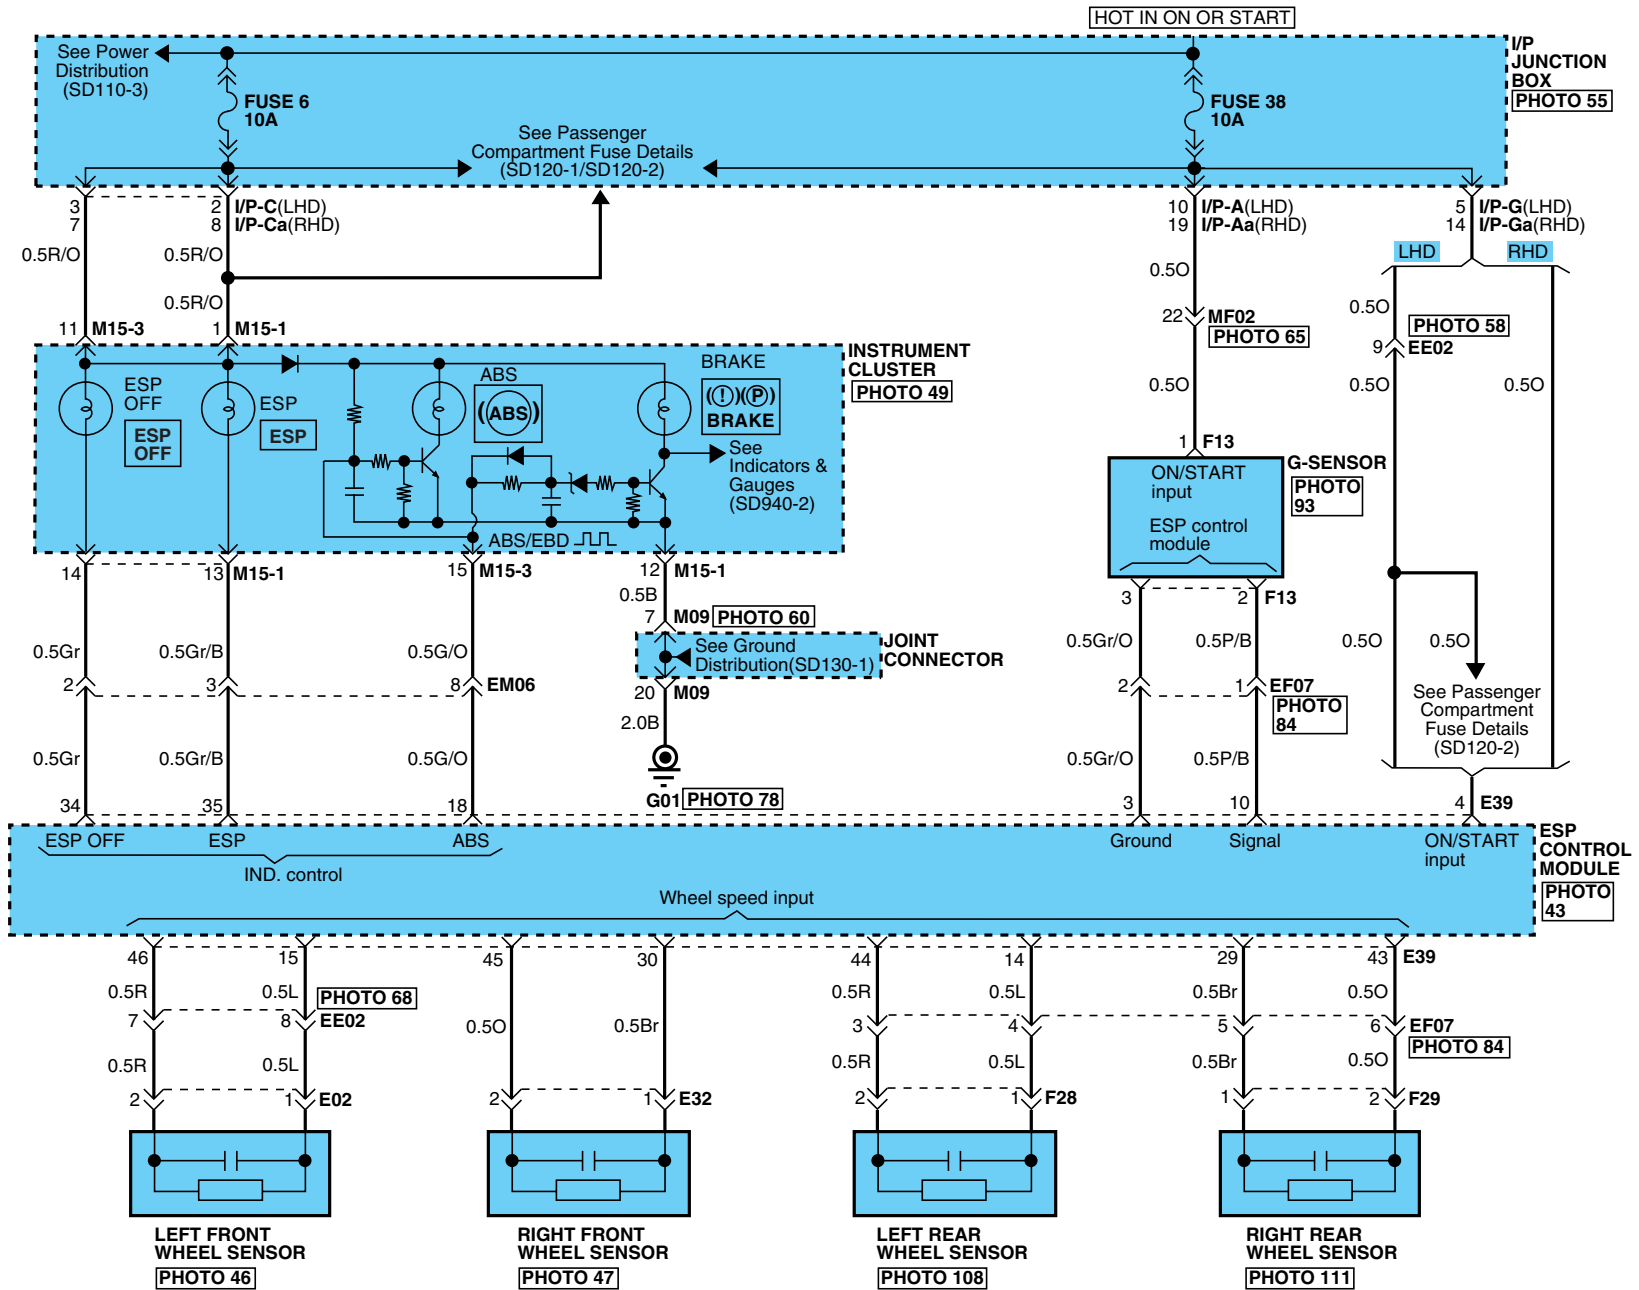 HOT IN ON OR START
See Power
Distribution
(SD110-3)
FUSE 6
10A
See Passenger
Compartment Fuse Details
(SD120-1/SD120-2)
FUSE 38
10A
I/P
JUNCTION
BOX
PHOTO 55
3
7
2
8
I/P-C(LHD)
I/P-Ca(RHD)
10
19
I/P-A(LHD)
I/P-Aa(RHD)
5
14
I/P-G(LHD)
I/P-Ga(RHD)
0.5R/O
0.5R/O
0.5R/O
0.5O
LHD
RHD
0.5O
22
MF02
PHOTO 65
PHOTO 58
9
EE02
0.5O
0.5O
0.5O
11
M15-3
1
M15-1
ESP
OFF
ESP
OFF
ESP
ESP
ABS
ABS
BRAKE
(!)(P)
BRAKE
See
Indicators &
Gauges
(SD940-2)
ABS/EBD
INSTRUMENT
CLUSTER
PHOTO 49
1
F13
ON/START
input
ESP control
module
G-SENSOR
PHOTO
93
14
13
M15-1
15
M15-3
12
M15-1
0.5B
7
M09
PHOTO 60
See Ground
Distribution(SD130-1)
JOINT
CONNECTOR
20
M09
2.0B
G01
PHOTO 78
3
2
F13
0.5Gr
0.5Gr/B
0.5G/O
0.5Gr/O
0.5P/B
0.5O
0.5O
2
3
8
EM06
2
1
EF07
PHOTO
84
See Passenger
Compartment
Fuse Details
(SD120-2)
0.5Gr
0.5Gr/B
0.5G/O
0.5Gr/O
0.5P/B
34
35
18
3
10
4
E39
ESP OFF
ESP
ABS
IND. control
Ground
Signal
ON/START
input
Wheel speed input
ESP
CONTROL
MODULE
PHOTO
43
46
15
45
30
44
14
29
43
E39
0.5R
0.5L
PHOTO 68
0.5O
0.5Br
0.5R
0.5L
0.5Br
0.5O
7
8
EE02
3
4
5
6
EF07
PHOTO 84
0.5R
0.5L
0.5R
0.5L
0.5Br
0.5O
2
1
E02
2
1
E32
2
1
F28
1
2
F29
LEFT FRONT
WHEEL SENSOR
PHOTO 46
RIGHT FRONT
WHEEL SENSOR
PHOTO 47
LEFT REAR
WHEEL SENSOR
PHOTO 108
RIGHT REAR
WHEEL SENSOR
PHOTO 111